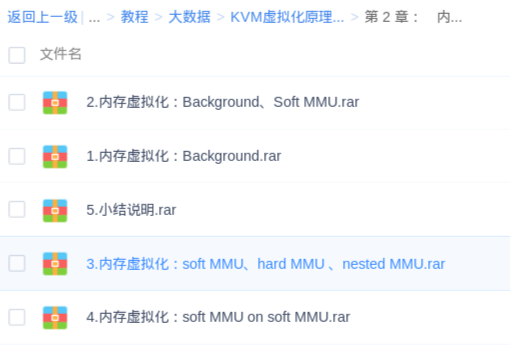 返回上一级 | ... > 教程 > 大数据 > KVM虚拟化原理... > 第 2 章： 内...
文件名
2.内存虚拟化：Background、Soft MMU.rar
1.内存虚拟化：Background.rar
5.小结说明.rar
3.内存虚拟化：soft MMU、hard MMU 、nested MMU.rar
4.内存虚拟化：soft MMU on soft MMU.rar